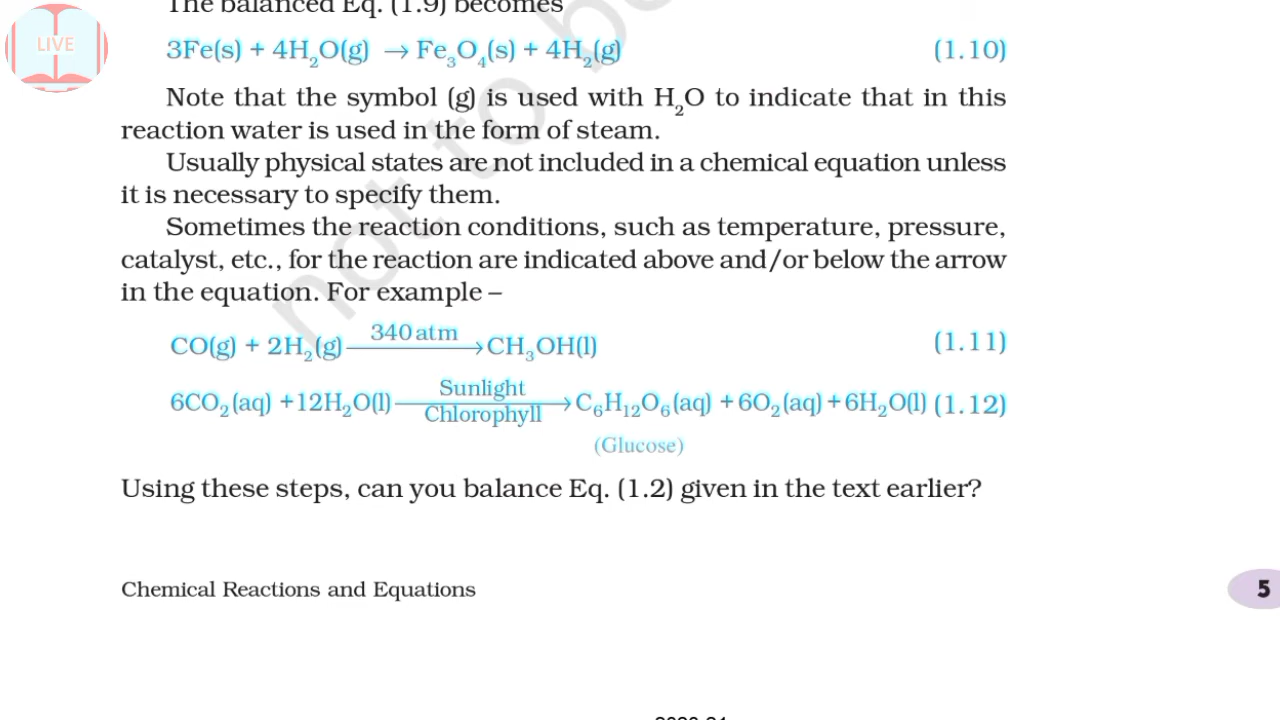 LIVE
The balanced Eq. (1.9) becomes
3Fe(s) + 4H₂O(g) → Fe₃O₄(s) + 4H₂(g) (1.10)
Note that the symbol (g) is used with H₂O to indicate that in this
reaction water is used in the form of steam.
Usually physical states are not included in a chemical equation unless
it is necessary to specify them.
Sometimes the reaction conditions, such as temperature, pressure,
catalyst, etc., for the reaction are indicated above and/or below the arrow
in the equation. For example –
340 atm
CO(g) + 2H₂(g) → CH₃OH(l) (1.11)
Sunlight
6CO₂(aq) +12H₂O(l) → C₆H₁₂O₆(aq) + 6O₂(aq) + 6H₂O(l) (1.12)
Chlorophyll
(Glucose)
Using these steps, can you balance Eq. (1.2) given in the text earlier?
Chemical Reactions and Equations
5
not to b